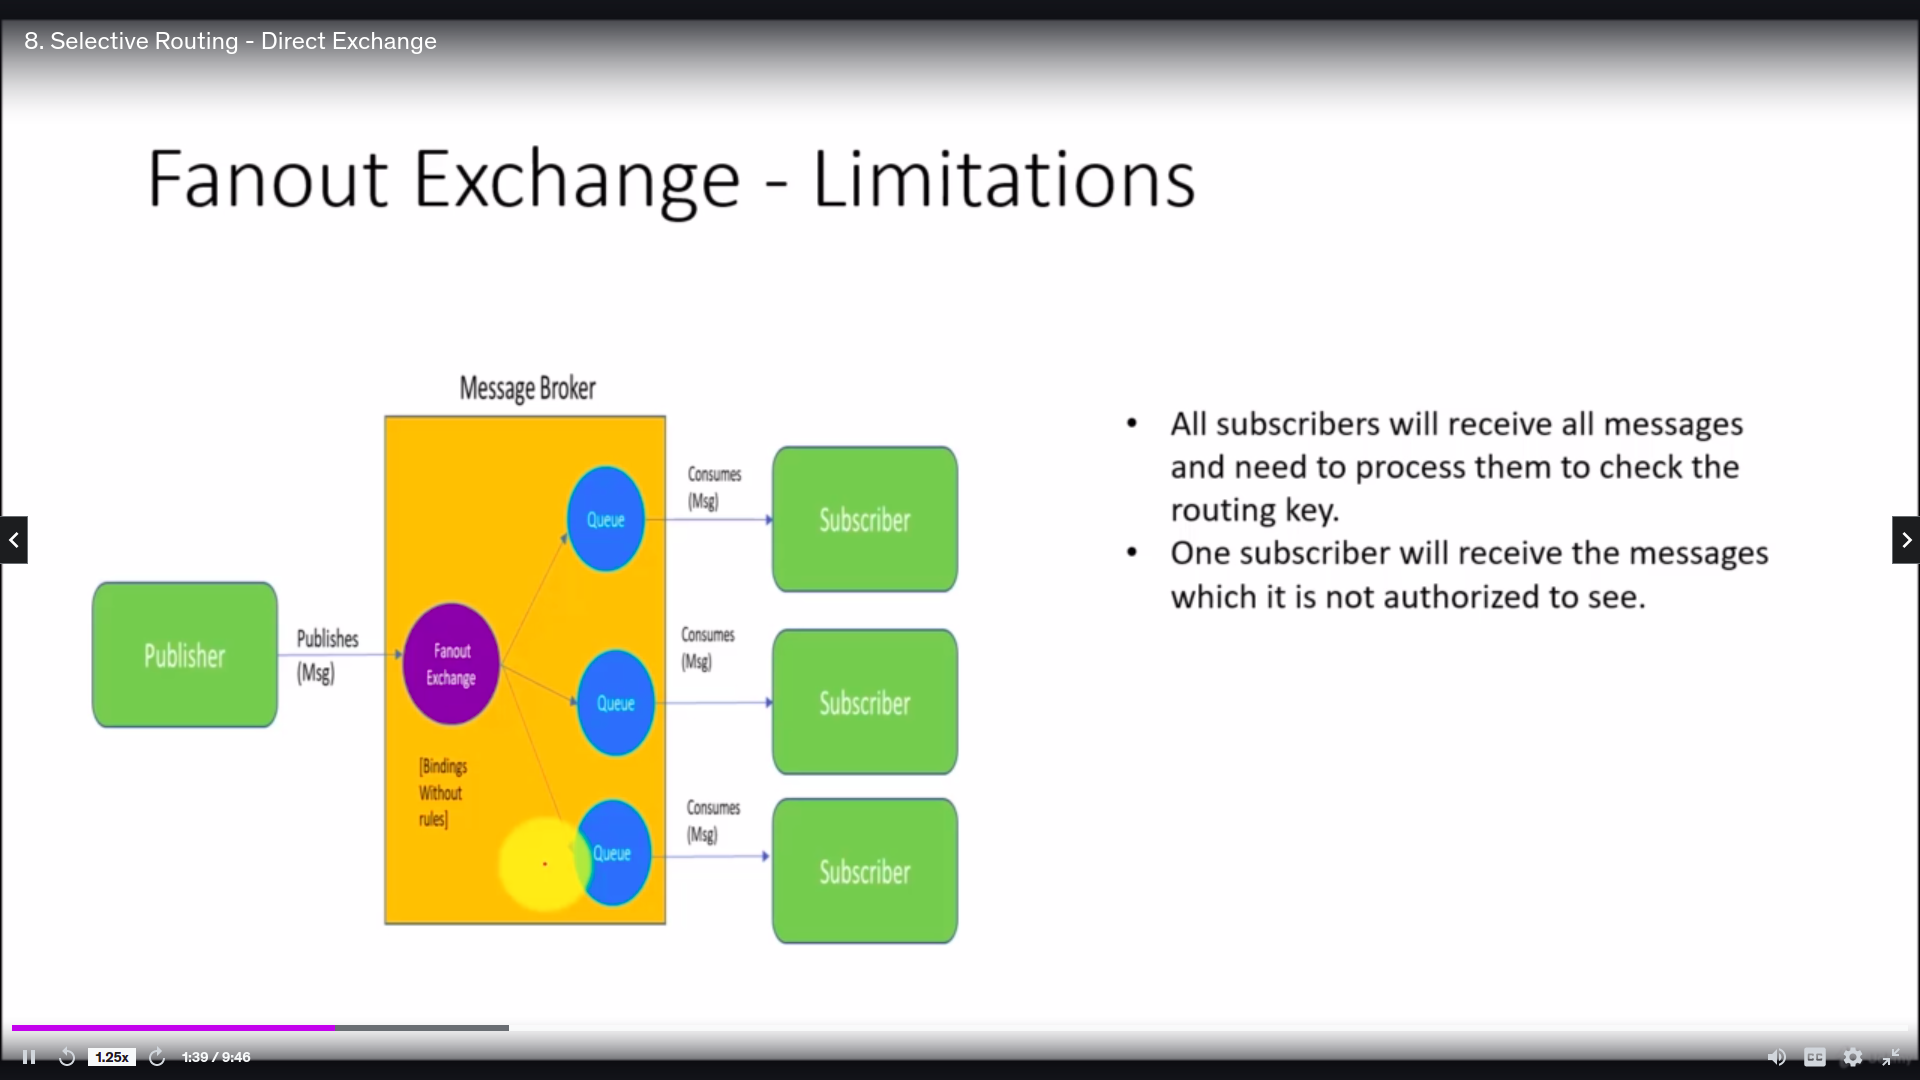 8. Selective Routing - Direct Exchange
Fanout Exchange - Limitations
Message Broker
Publisher
Publishes
(Msg)
Fanout
Exchange
[Bindings
Without
rules]
Queue
Consumes
(Msg)
Subscriber
Queue
Consumes
(Msg)
Subscriber
Queue
Consumes
(Msg)
Subscriber
• All subscribers will receive all messages
and need to process them to check the
routing key.
• One subscriber will receive the messages
which it is not authorized to see.
1.25x
1:39 / 9:46
CC